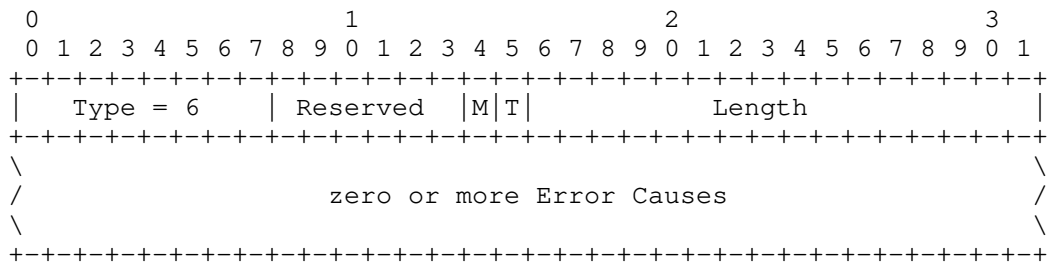 0                   1                   2                   3
 0 1 2 3 4 5 6 7 8 9 0 1 2 3 4 5 6 7 8 9 0 1 2 3 4 5 6 7 8 9 0 1
+-+-+-+-+-+-+-+-+-+-+-+-+-+-+-+-+-+-+-+-+-+-+-+-+-+-+-+-+-+-+-+-+
|   Type = 6    | Reserved  |M|T|           Length              |
+-+-+-+-+-+-+-+-+-+-+-+-+-+-+-+-+-+-+-+-+-+-+-+-+-+-+-+-+-+-+-+-+
\                                                               \
/                   zero or more Error Causes                   /
\                                                               \
+-+-+-+-+-+-+-+-+-+-+-+-+-+-+-+-+-+-+-+-+-+-+-+-+-+-+-+-+-+-+-+-+